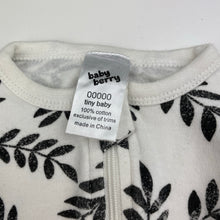 baby
berry
00000
tiny baby
100% cotton
exclusive of trims
made in china